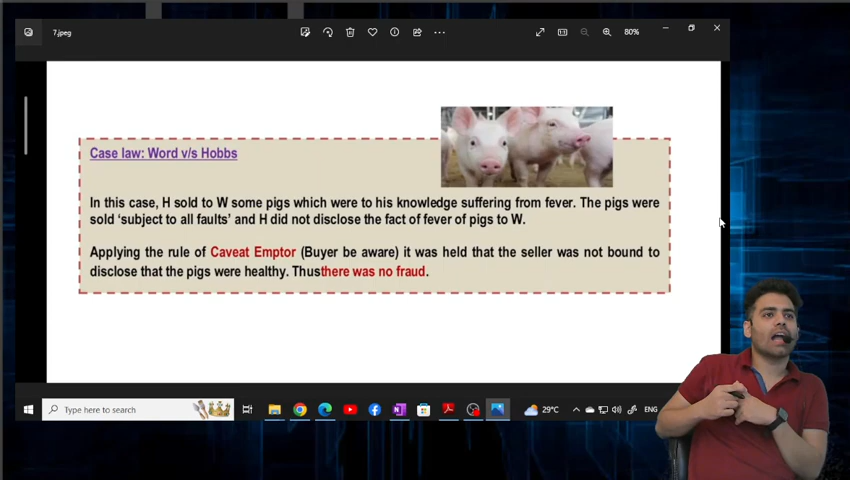 7.jpeg
80%
Case law: Word v/s Hobbs
In this case, H sold to W some pigs which were to his knowledge suffering from fever. The pigs were
sold ‘subject to all faults’ and H did not disclose the fact of fever of pigs to W.
Applying the rule of Caveat Emptor (Buyer be aware) it was held that the seller was not bound to
disclose that the pigs were healthy. Thusthere was no fraud.
Type here to search
29°C
ENG